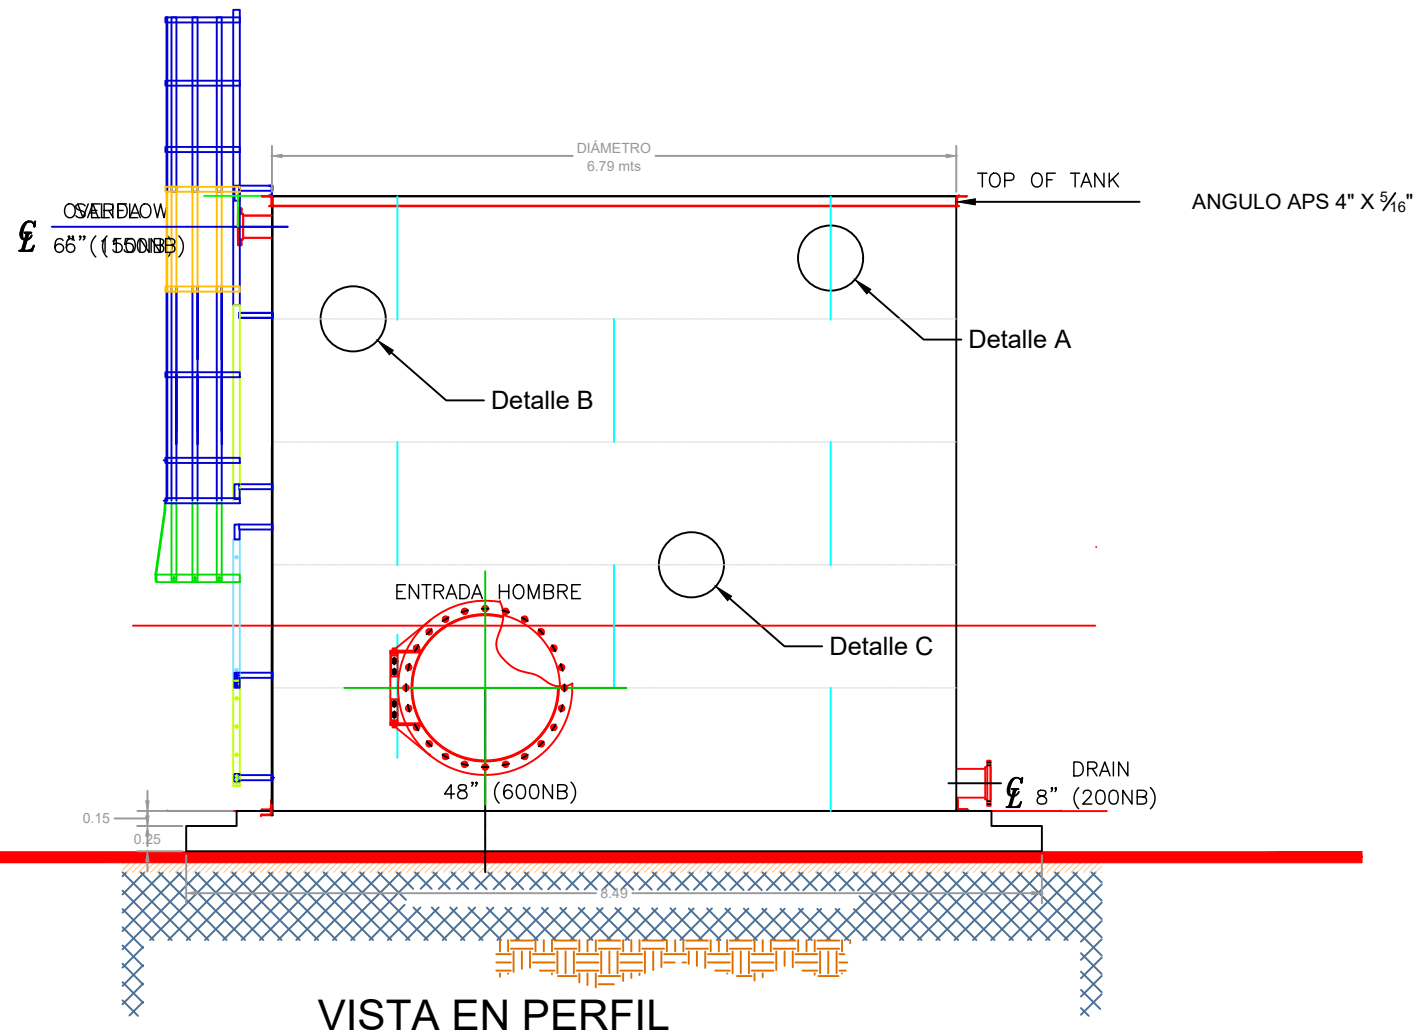 DIÁMETRO
6.79 mts
TOP OF TANK
ANGULO APS 4" X 5/16"
Detalle A
Detalle B
ENTRADA HOMBRE
Detalle C
48" (600NB)
DRAIN
8" (200NB)
0.15
0.25
8.49
VISTA EN PERFIL